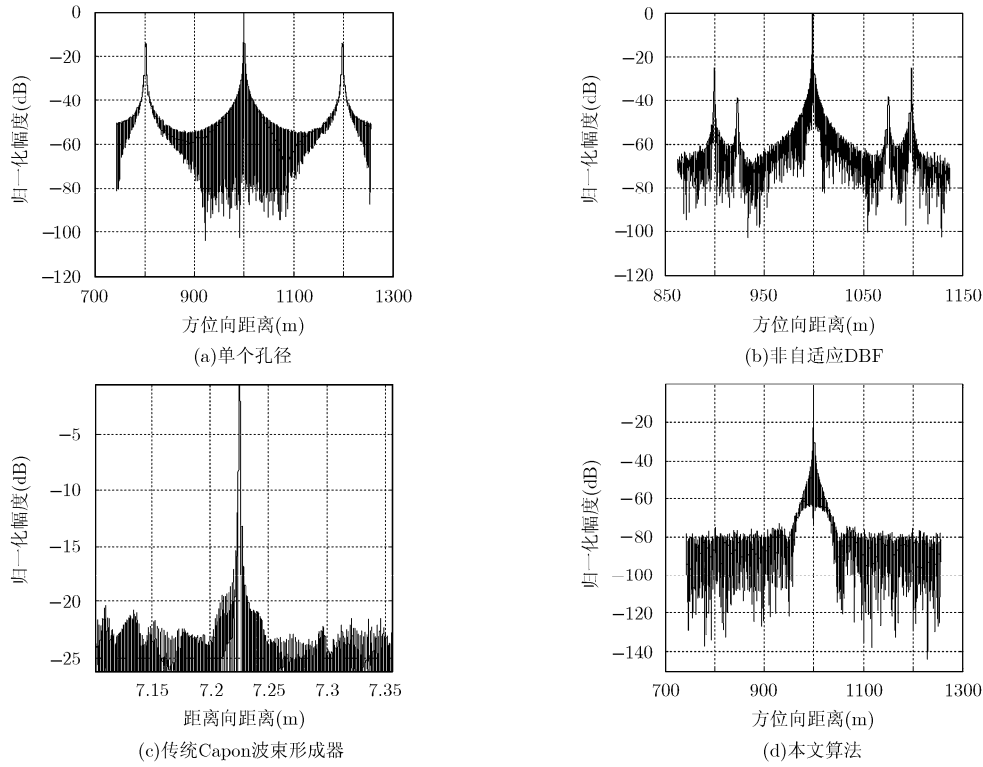 0
−20
−40
−60
−80
−100
−120
700 900 1100 1300
归一化幅度(dB)
方位向距离(m)
(a)单个孔径
0
−20
−40
−60
−80
−100
−120
850 950 1050 1150
归一化幅度(dB)
方位向距离(m)
(b)非自适应DBF
−5
−10
−15
−20
−25
7.15 7.2 7.25 7.3 7.35
归一化幅度(dB)
距离向距离(m)
(c)传统Capon波束形成器
−20
−40
−60
−80
−100
−120
−140
700 900 1100 1300
归一化幅度(dB)
方位向距离(m)
(d)本文算法